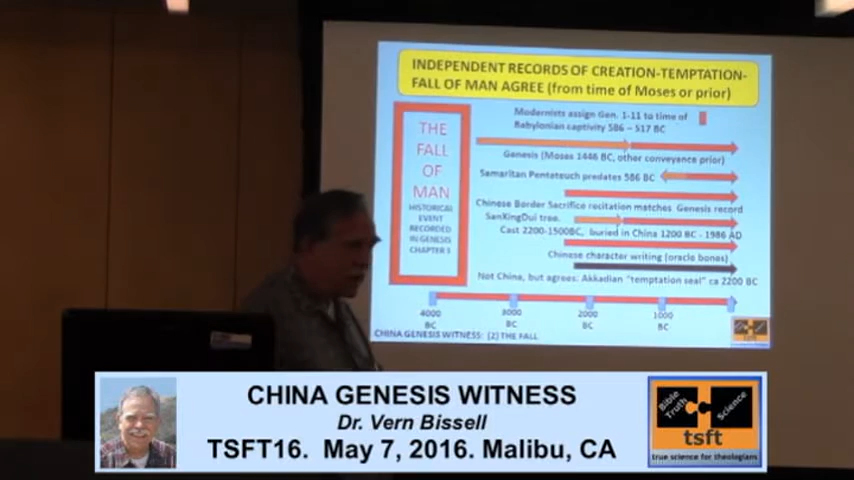 INDEPENDENT RECORDS OF CREATION-TEMPTATION-
FALL OF MAN AGREE (from time of Moses or prior)
THE
FALL
OF
MAN
HISTORICAL
EVENT
RECORDED
IN GENESIS
CHAPTER 3
Modernists assign Gen. 1-11 to time of
Babylonian captivity 586 – 517 BC
Genesis (Moses 1446 BC, other conveyance prior)
Samaritan Pentateuch predates 586 BC
Chinese Border Sacrifice recitation matches Genesis record
SanXingDui tree.
Cast 2200-1500BC, buried in China 1200 BC - 1986 AD
Chinese character writing (oracle bones)
Not China, but agrees: Akkadian "temptation seal" ca 2200 BC
4000 3000 2000 1000
BC BC BC BC
CHINA GENESIS WITNESS: (2) THE FALL
tsft
CHINA GENESIS WITNESS
Dr. Vern Bissell
TSFT16. May 7, 2016. Malibu, CA
Bible Truth
Science
tsft
true science for theologians